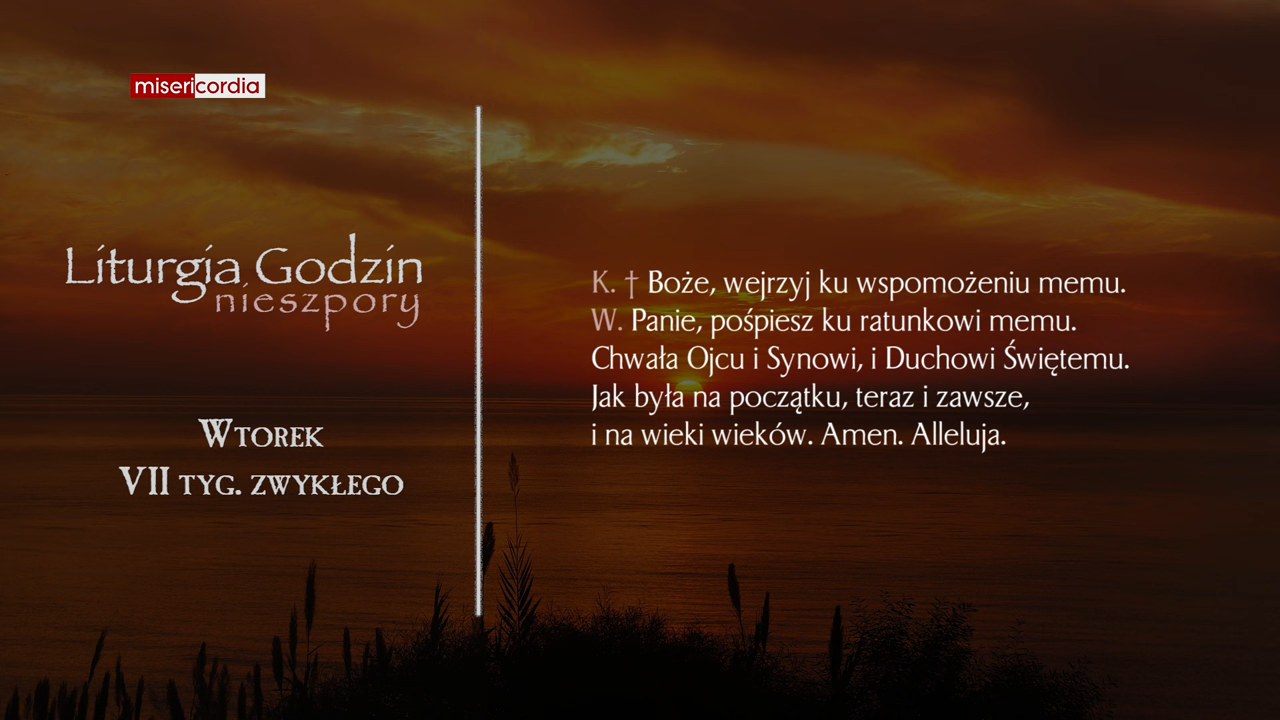 misericordia
Liturgia Godzin
nieszpory
Wtorek
VII tyg. zwykłego
K. † Boże, wejrzyj ku wspomożeniu memu.
W. Panie, pośpiesz ku ratunkowi memu.
Chwała Ojcu i Synowi, i Duchowi Świętemu.
Jak była na początku, teraz i zawsze,
i na wieki wieków. Amen. Alleluja.